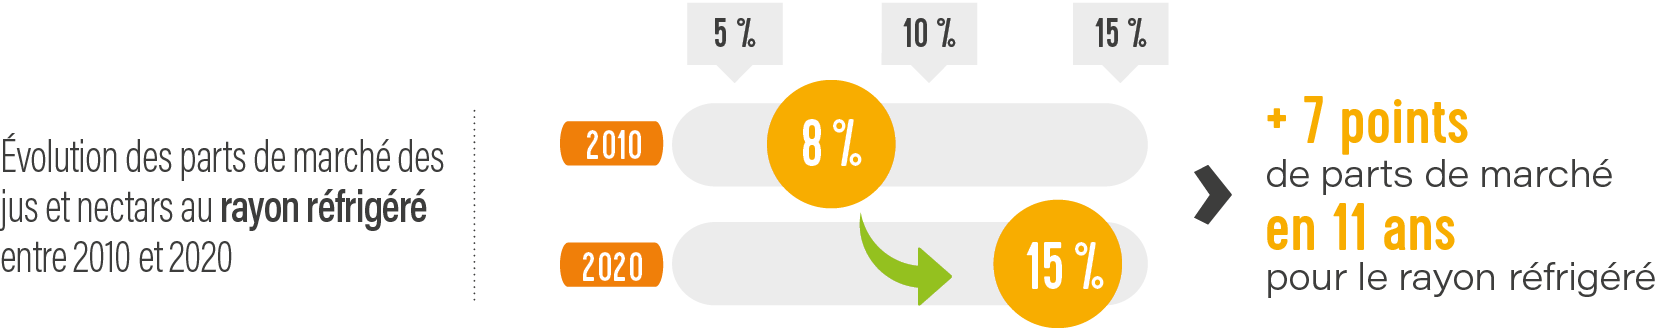 5 % 10 % 15 %
Évolution des parts de marché des
jus et nectars au rayon réfrigéré
entre 2010 et 2020
2010 8 %
2020 15 %
+ 7 points
de parts de marché
en 11 ans
pour le rayon réfrigéré